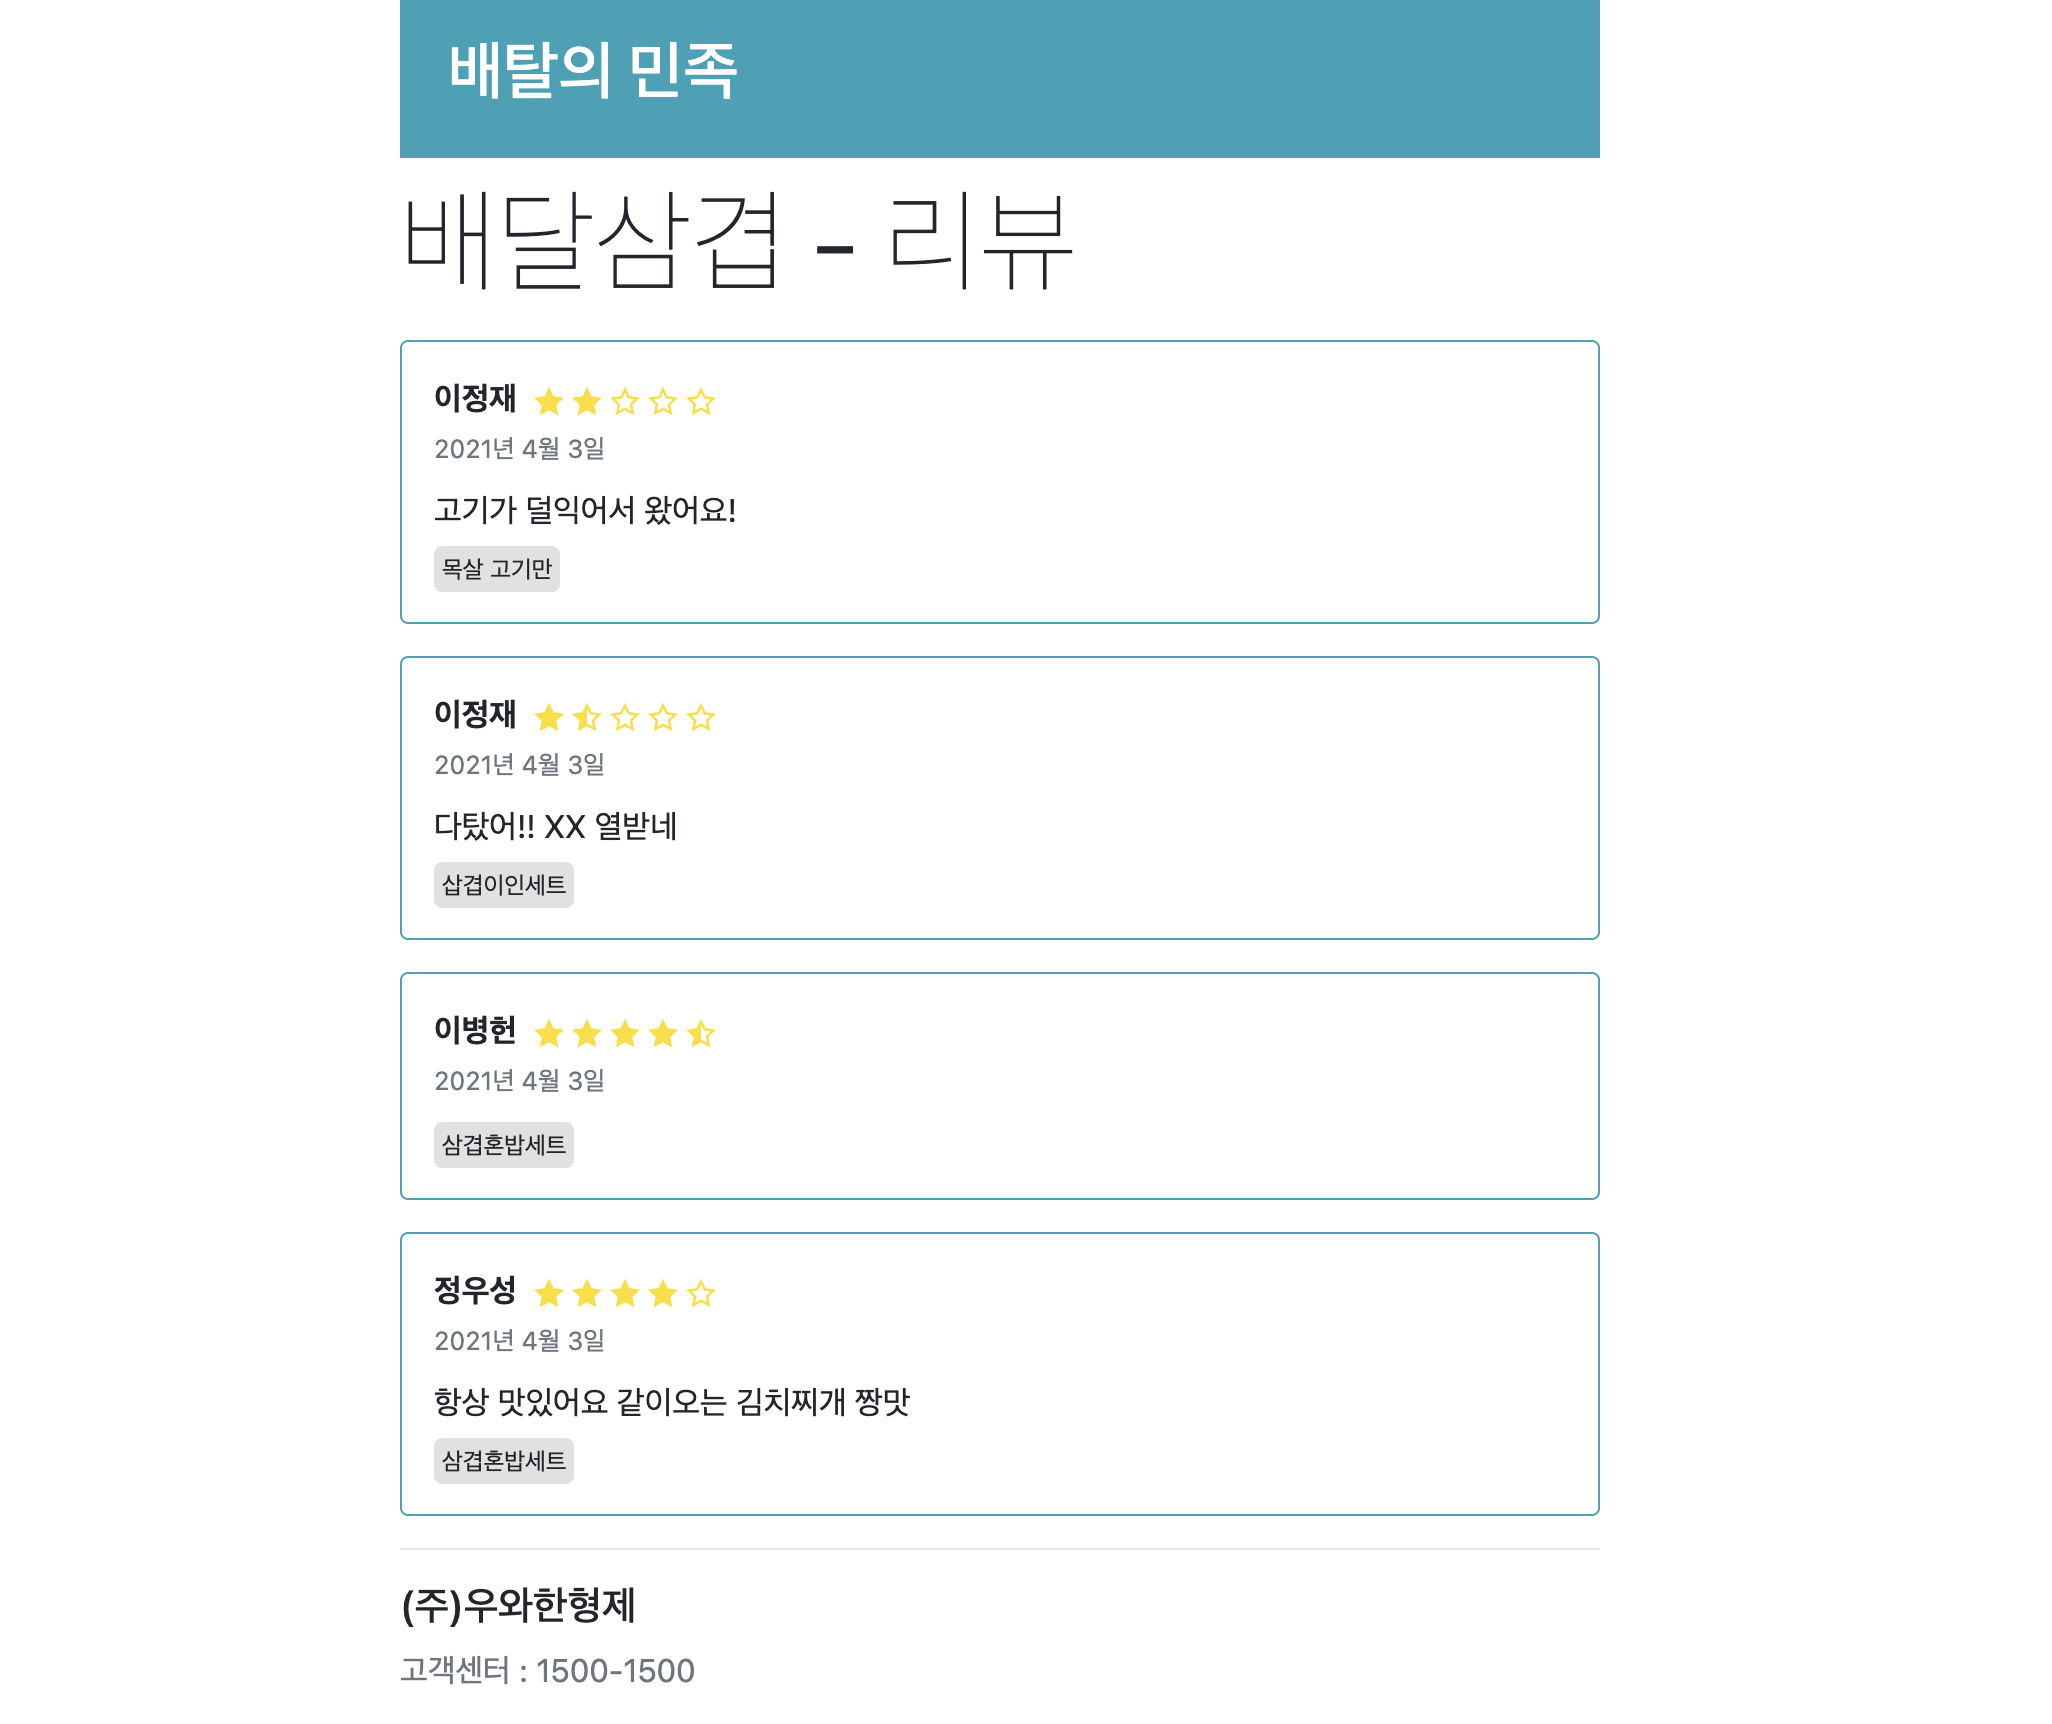 배탈의 민족
배달삼겹 - 리뷰
이정재
2021년 4월 3일
고기가 덜익어서 왔어요!
목살 고기만
이정재
2021년 4월 3일
다탔어!! XX 열받네
삽겹이인세트
이병헌
2021년 4월 3일
삼겹혼밥세트
정우성
2021년 4월 3일
항상 맛있어요 같이오는 김치찌개 짱맛
삼겹혼밥세트
(주)우와한형제
고객센터 : 1500-1500